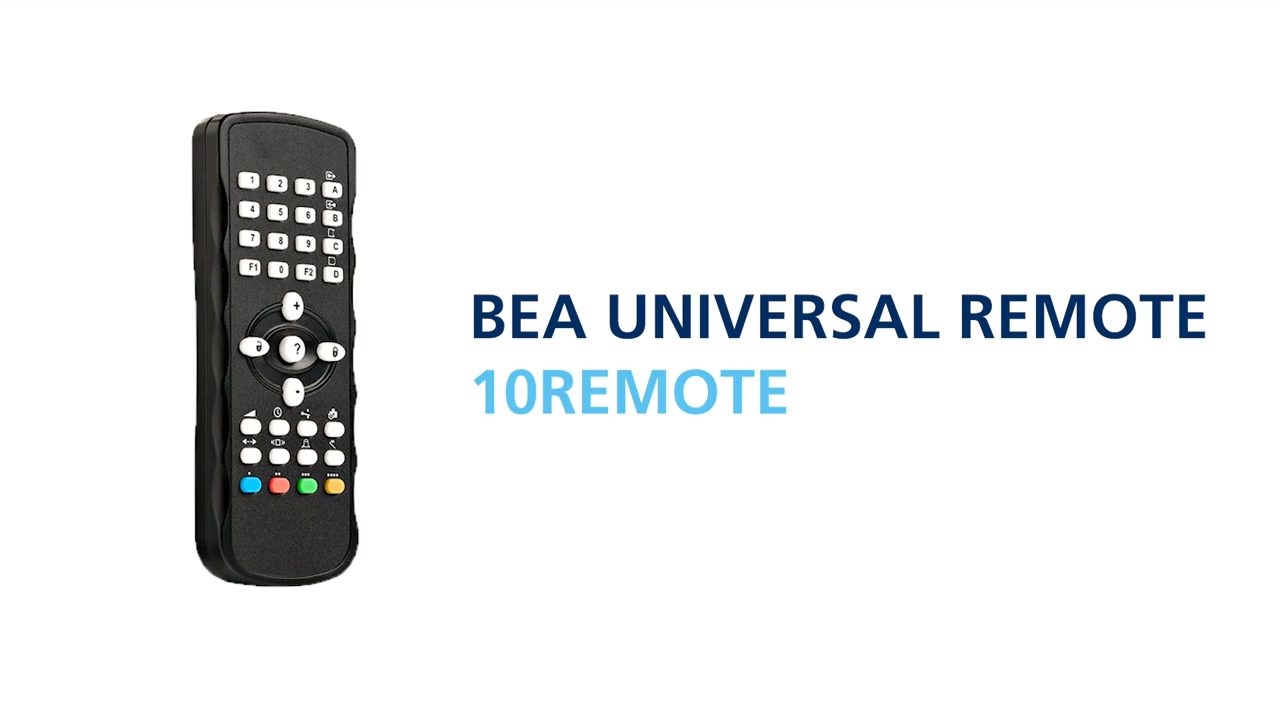 1 2 3 A
4 5 6 B
7 8 9 C
F1 0 F2 D
+
?
-
BEA UNIVERSAL REMOTE
10REMOTE